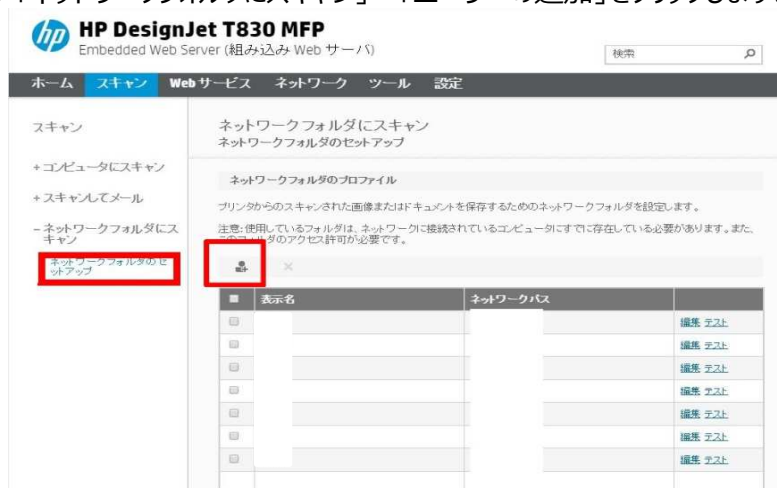 「ネットワークフォルダにスキャン」-「ユーザーの追加」をクリックします
hp HP DesignJet T830 MFP
Embedded Web Server (組み込み Web サーバ)
検索
ホーム スキャン Webサービス ネットワーク ツール 設定
スキャン
+コンピュータにスキャン
+スキャンしてメール
-ネットワークフォルダにス
キャン
ネットワークフォルダのセ
ットアップ
ネットワークフォルダにスキャン
ネットワークフォルダのセットアップ
ネットワークフォルダのプロファイル
プリンタからのスキャンされた画像またはドキュメントを保存するためのネットワークフォルダを設定します。
注意:使用しているフォルダは、ネットワークに接続されているコンピュータにすでに存在している必要があります。また、
このフォルダのアクセス許可が必要です。
表示名 ネットワークパス
編集 テスト
編集 テスト
編集 テスト
編集 テスト
編集 テスト
編集 テスト
編集 テスト